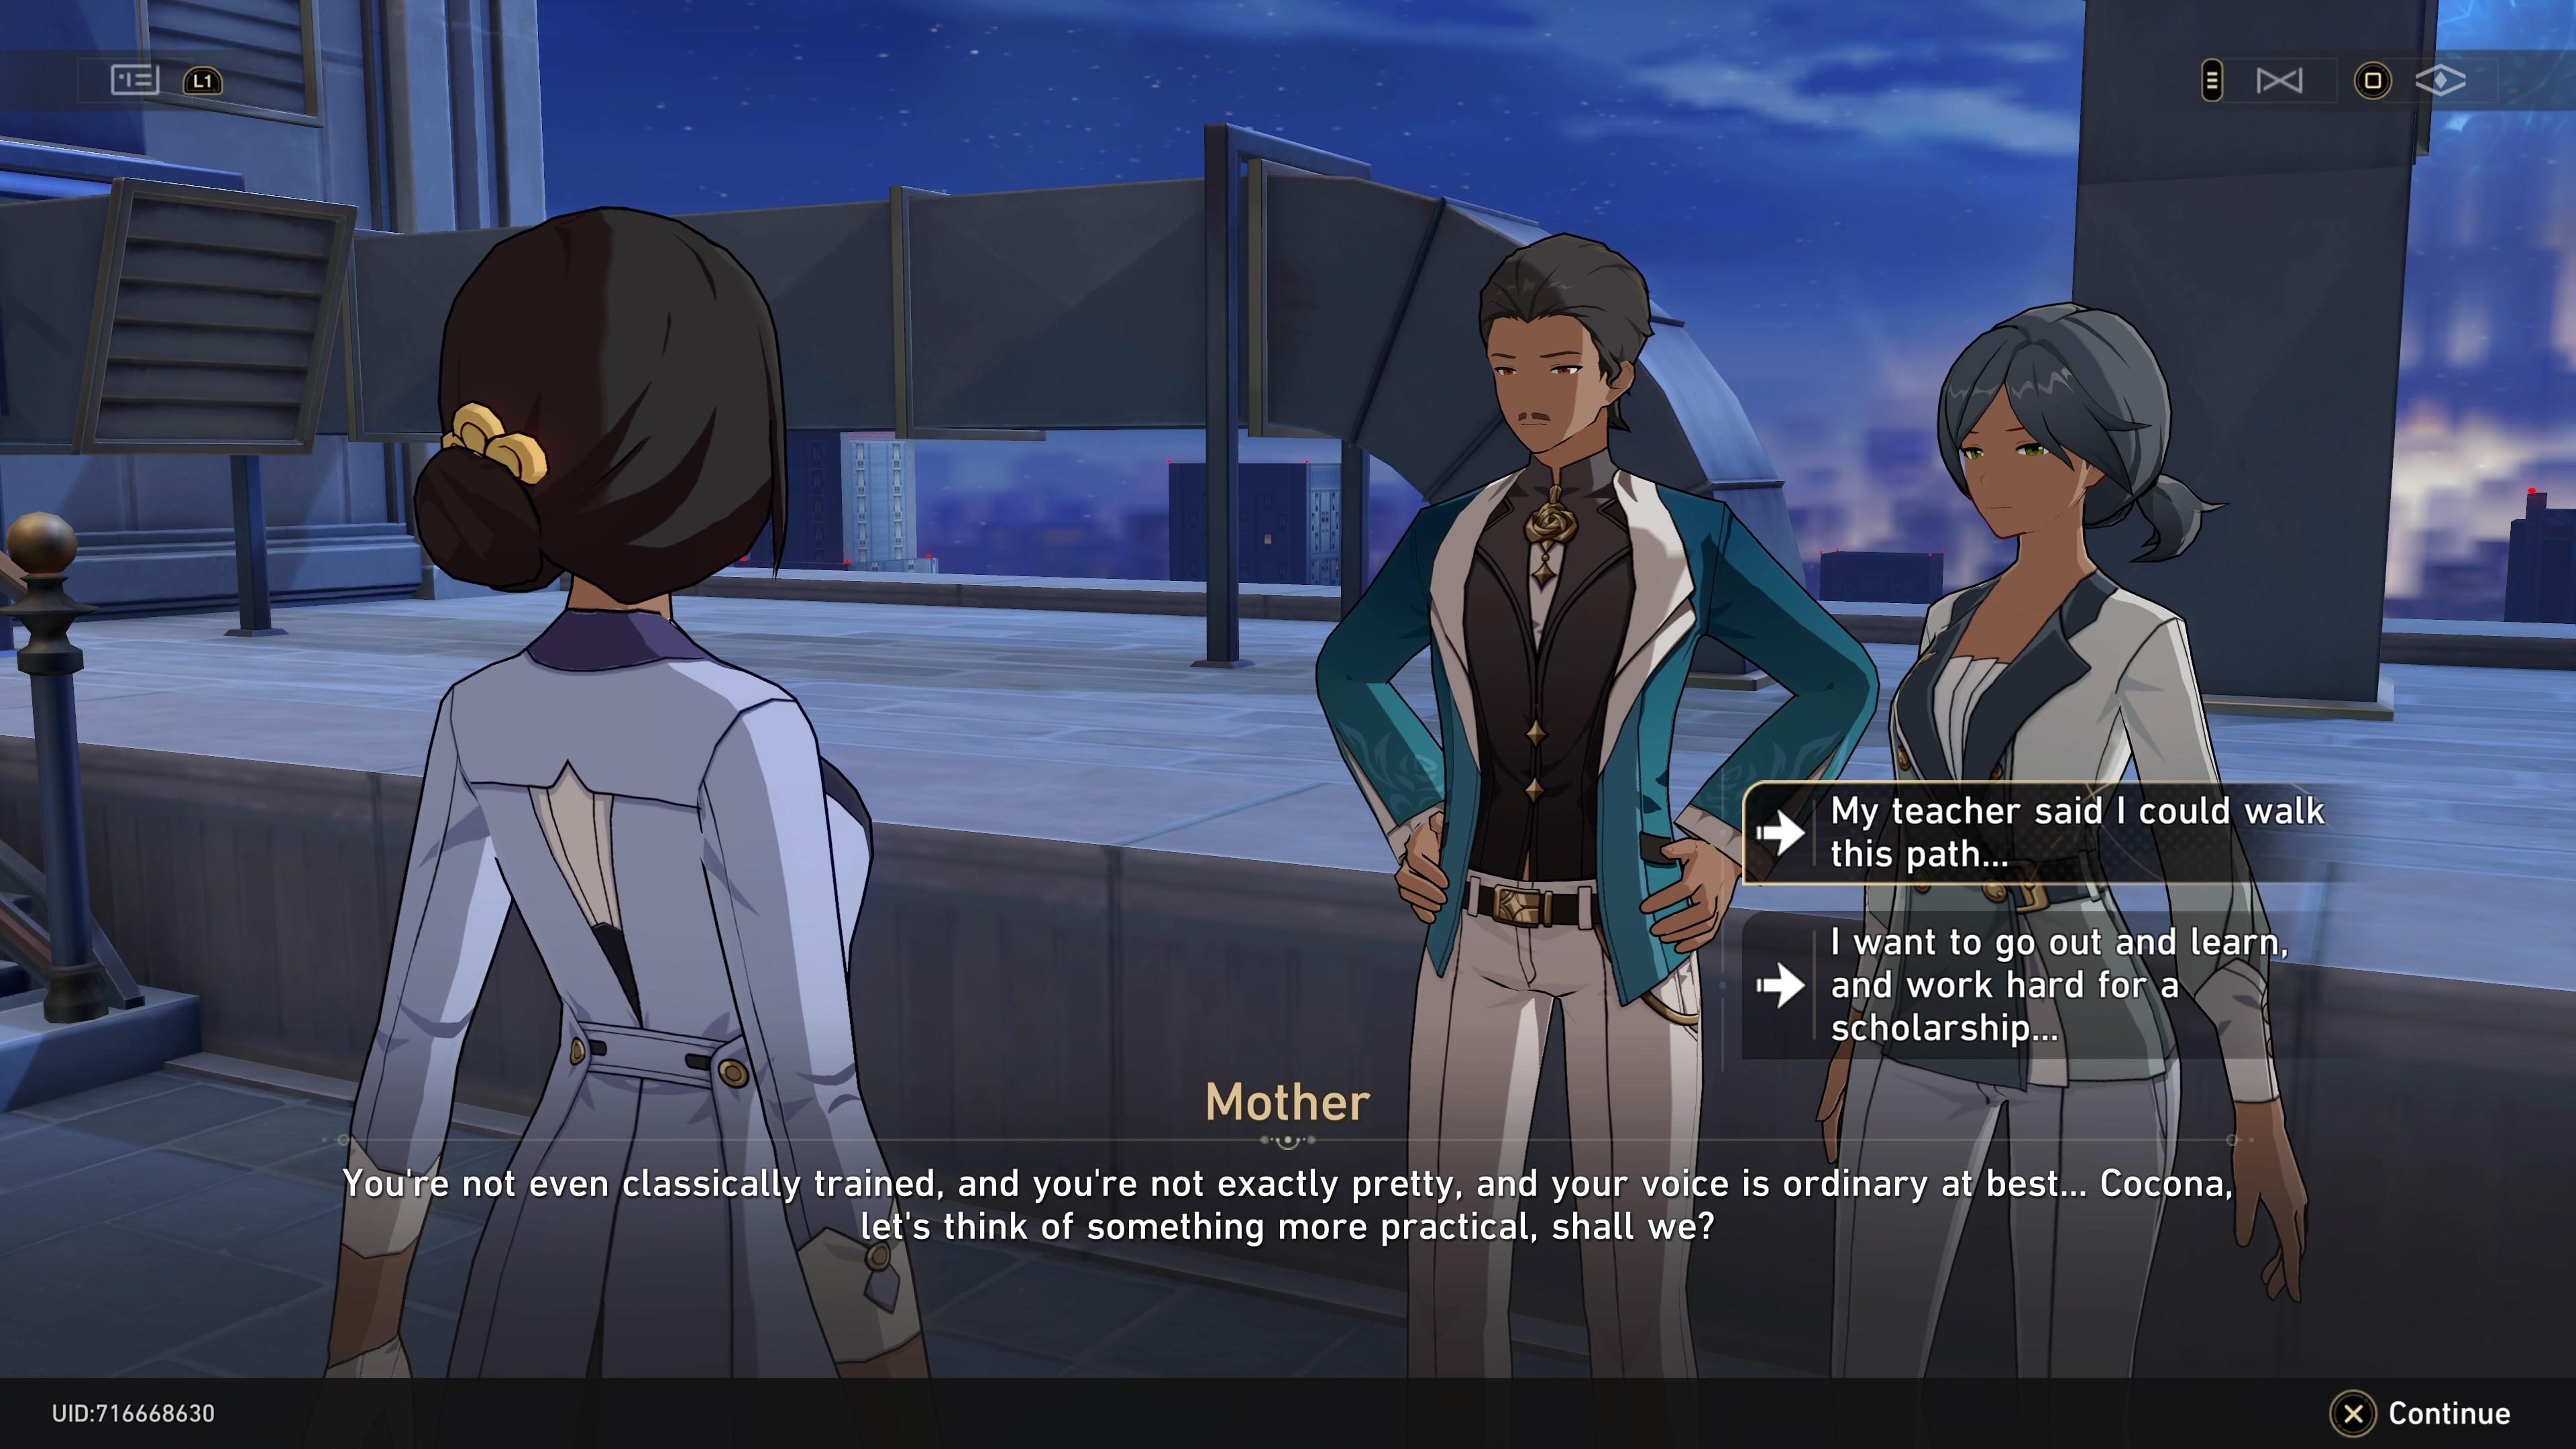 L1
My teacher said I could walk
this path...
I want to go out and learn,
and work hard for a
scholarship...
Mother
You're not even classically trained, and you're not exactly pretty, and your voice is ordinary at best... Cocona,
let's think of something more practical, shall we?
UID:716668630
Continue